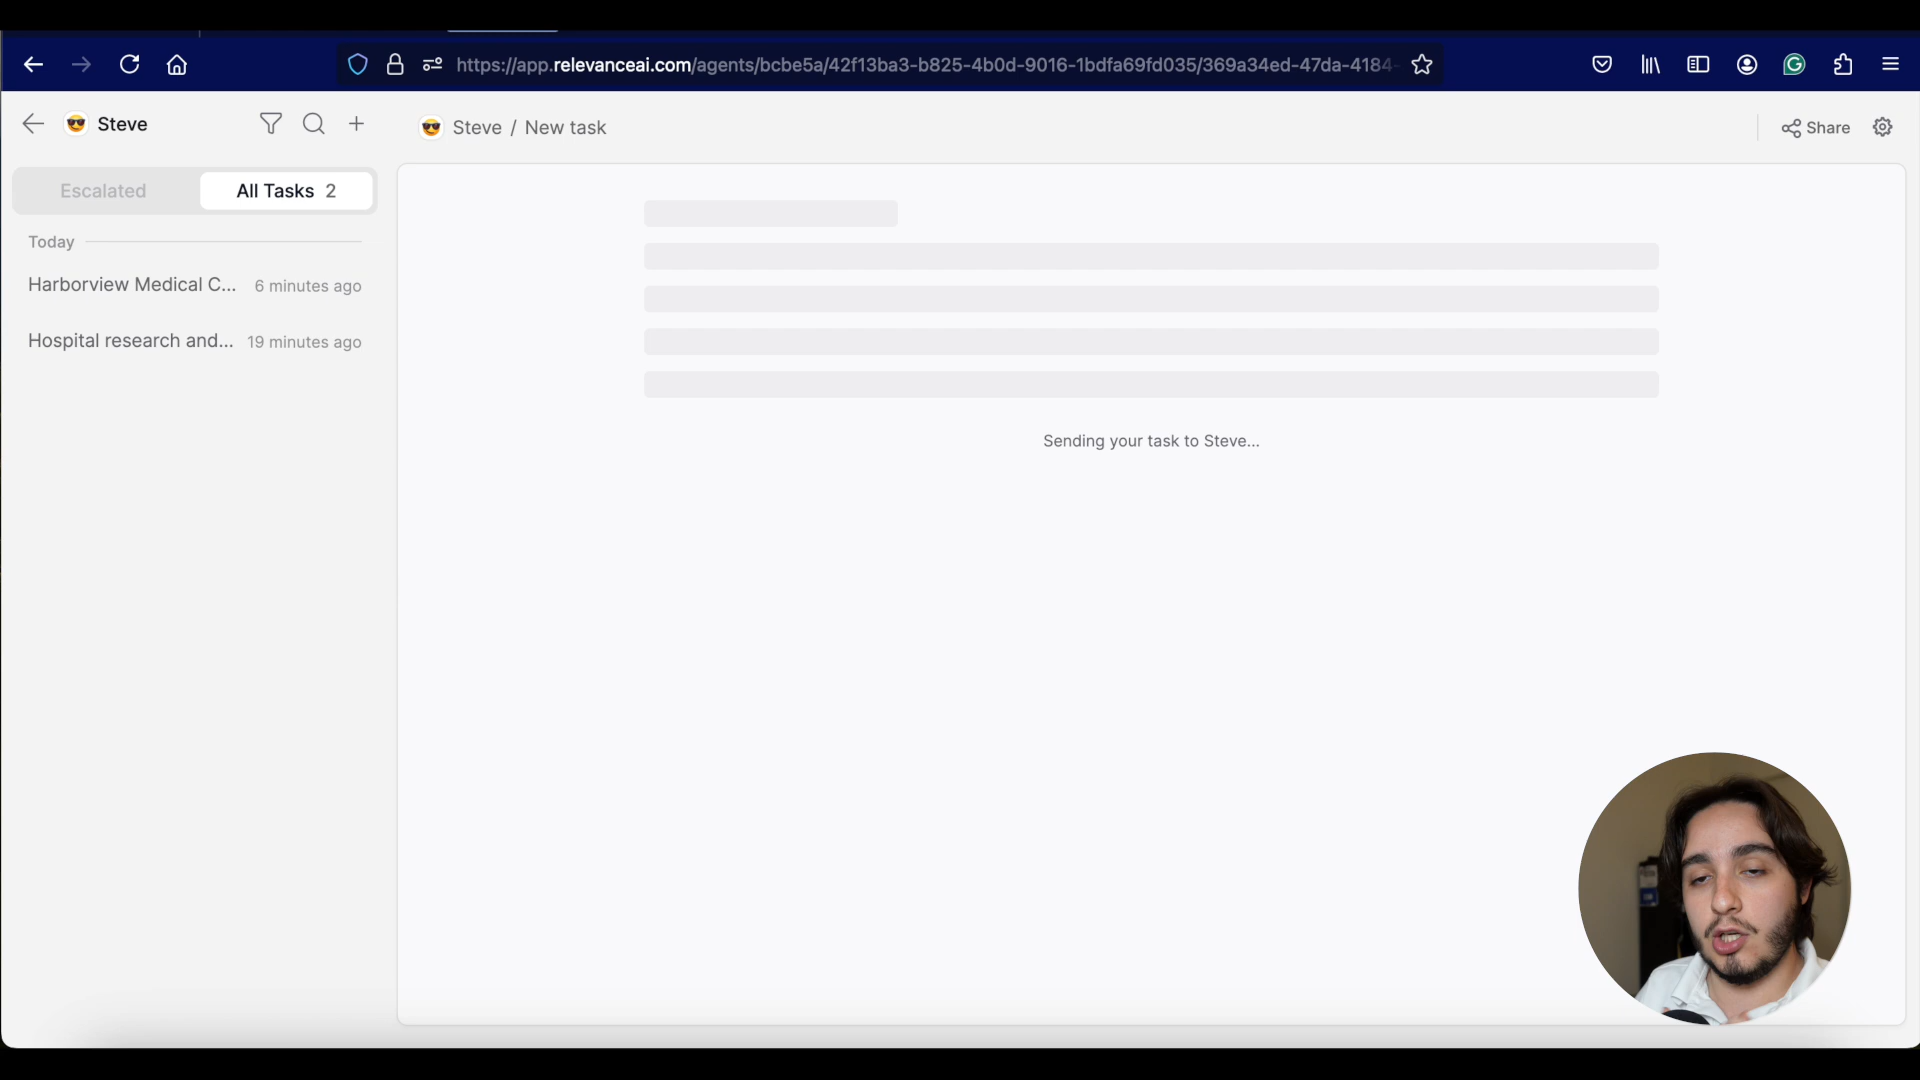 https://app.relevanceai.com/agents/bcbe5a/42f13ba3-b825-4b0d-9016-1bdfa69fd035/369a34ed-47da-4184-
Steve
Steve / New task
Share
Escalated
All Tasks 2
Today
Harborview Medical C... 6 minutes ago
Hospital research and... 19 minutes ago
Sending your task to Steve...